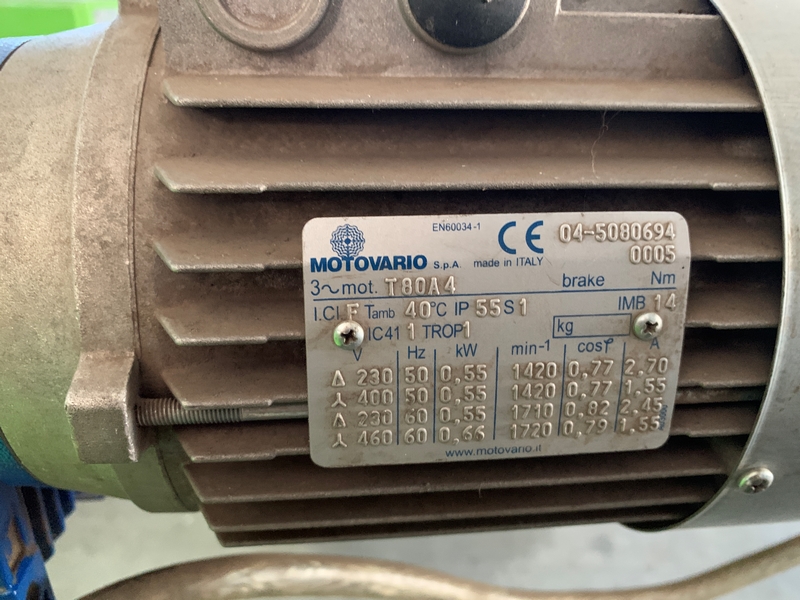 EN60034-1
CE 04-5080694
0005
MOTOVARIO S.p.A. made in ITALY
3~mot. T80A4 brake Nm
I.Cl F Tamb 40°C IP 55 S1 IMB 14
IC41 1 TROP1 kg
V Hz kW min-1 cosφ A
Δ 230 50 0,55 1420 0,77 2,70
⅄ 400 50 0,55 1420 0,77 1,55
Δ 230 60 0,55 1710 0,82 2,45
⅄ 460 60 0,66 1720 0,79 1,55
www.motovario.it